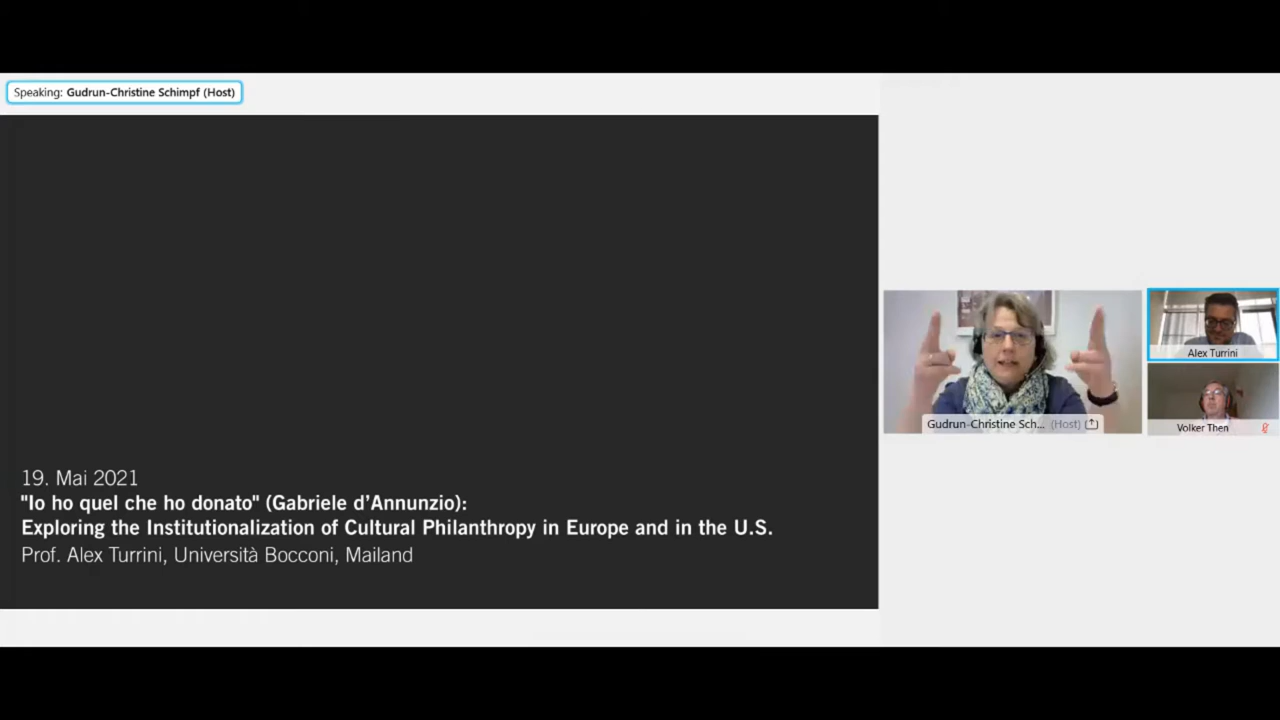 Speaking: Gudrun-Christine Schimpf (Host)
19. Mai 2021
"Io ho quel che ho donato" (Gabriele d’Annunzio):
Exploring the Institutionalization of Cultural Philanthropy in Europe and in the U.S.
Prof. Alex Turrini, Università Bocconi, Mailand
Gudrun-Christine Sch... (Host)
Alex Turrini
Volker Then